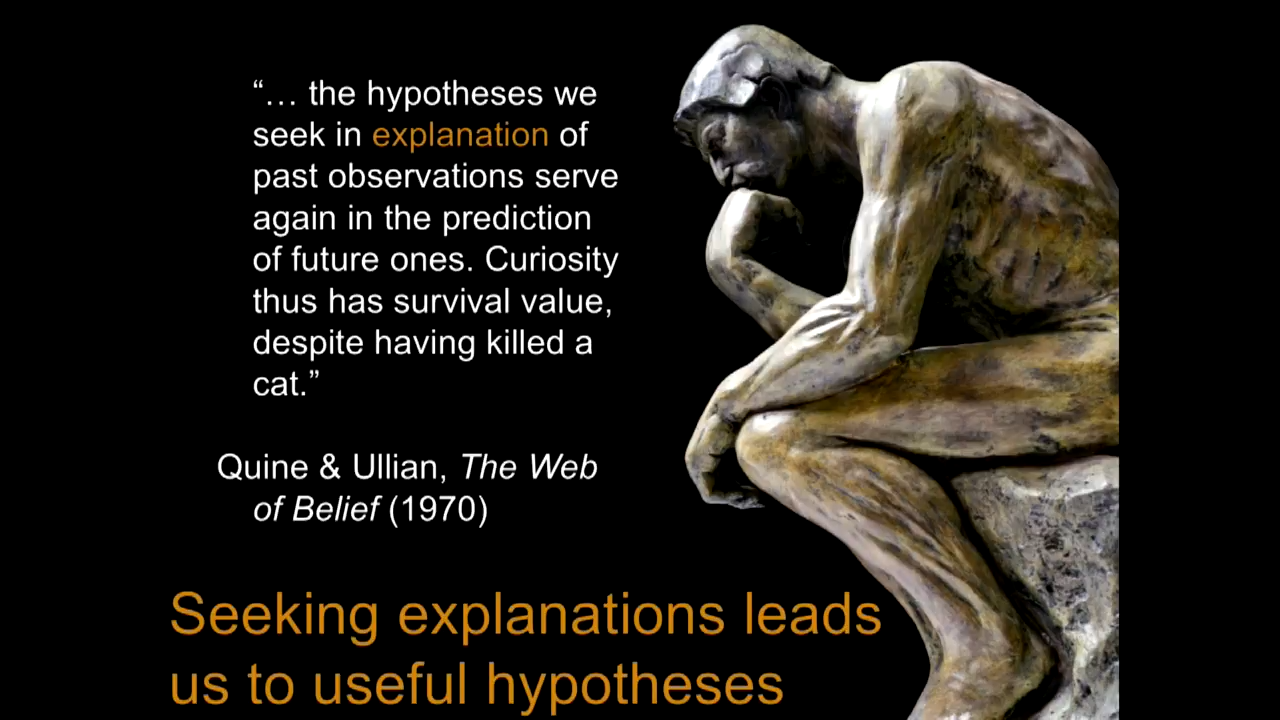 “… the hypotheses we
seek in explanation of
past observations serve
again in the prediction
of future ones. Curiosity
thus has survival value,
despite having killed a
cat.”
Quine & Ullian, The Web
of Belief (1970)
Seeking explanations leads
us to useful hypotheses